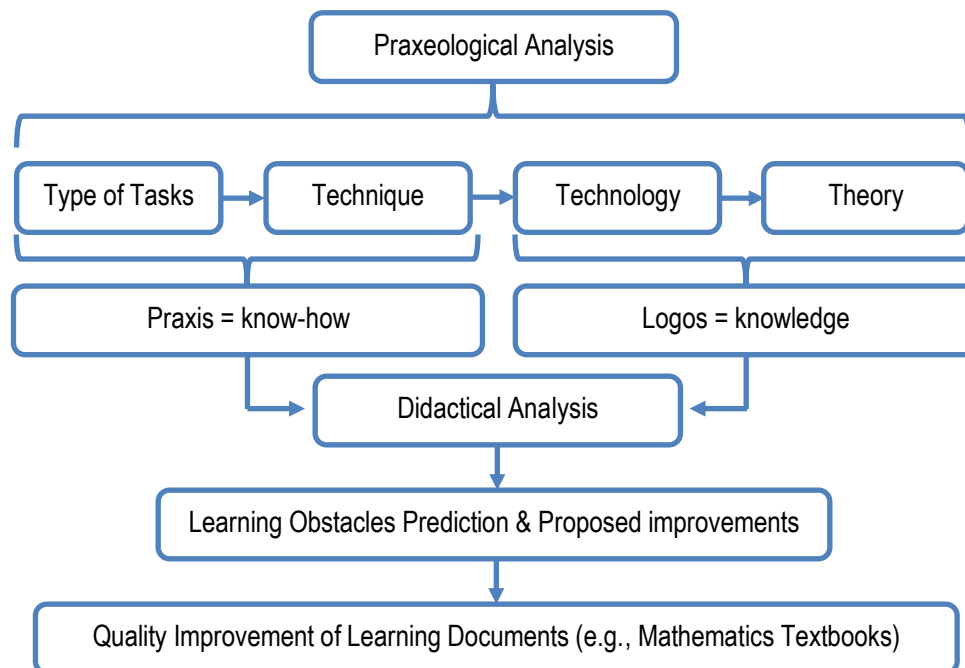 Praxeological Analysis
Type of Tasks
Technique
Technology
Theory
Praxis = know-how
Logos = knowledge
Didactical Analysis
Learning Obstacles Prediction & Proposed improvements
Quality Improvement of Learning Documents (e.g., Mathematics Textbooks)